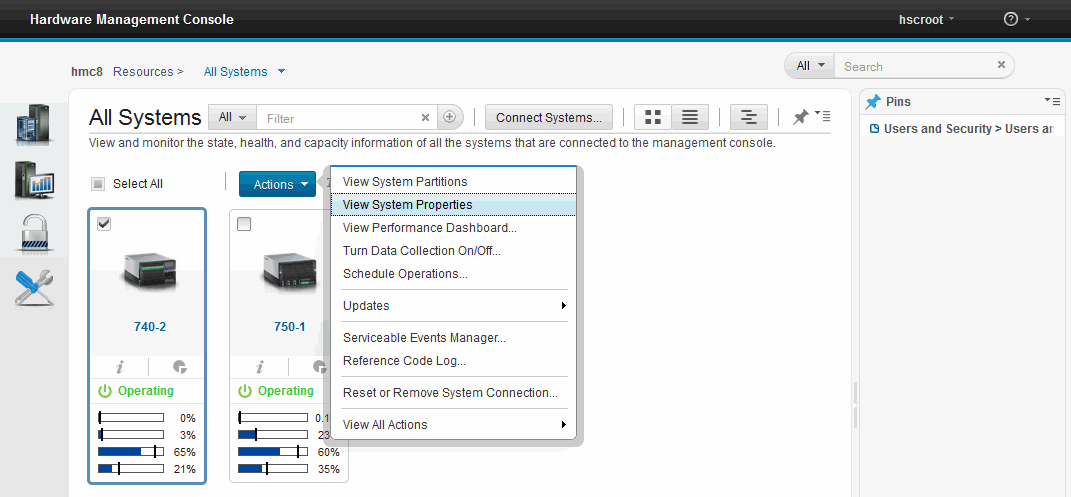 Hardware Management Console
hscroot
?
hmc8 Resources > All Systems
All Search
Pins
Users and Security > Users
All Systems
All Filter
Connect Systems...
View and monitor the state, health, and capacity information of all the systems that are connected to the management console.
Select All
Actions
View System Partitions
View System Properties
View Performance Dashboard...
Turn Data Collection On/Off...
Schedule Operations...
Updates
Serviceable Events Manager...
Reference Code Log...
Reset or Remove System Connection...
View All Actions
740-2
i
Operating
0%
3%
65%
21%
750-1
i
Operating
60%
35%